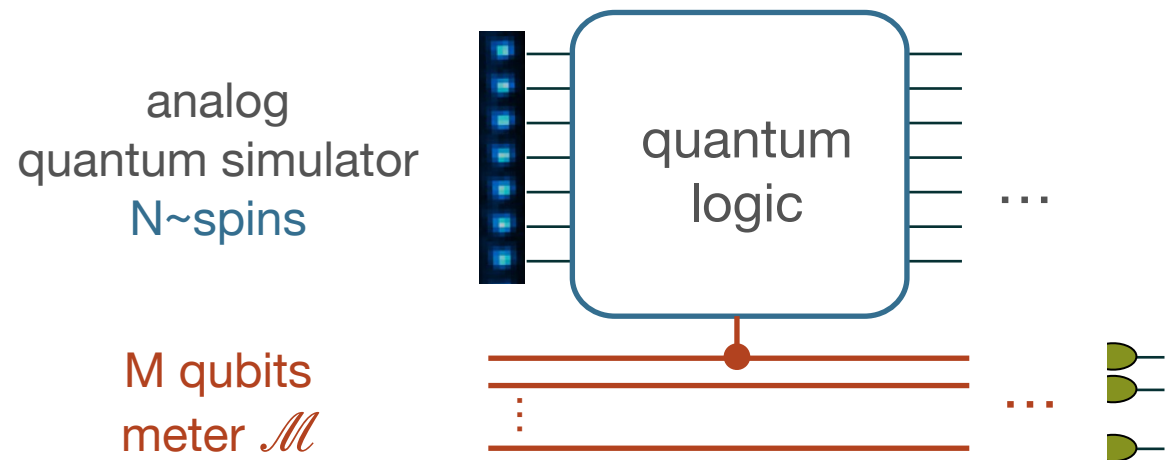 analog
quantum simulator
N~spins
quantum
logic
...
M qubits
meter ℳ
⋮
...